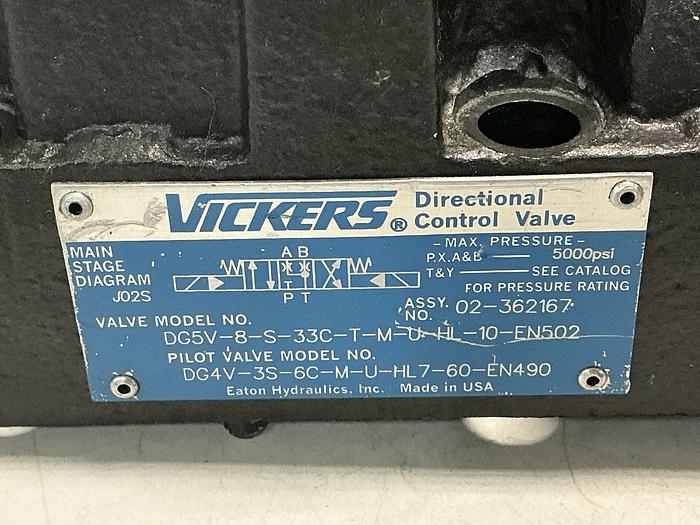 VICKERS® Directional
Control Valve
MAIN
STAGE
DIAGRAM
J02S
A B
T
P T
– MAX. PRESSURE –
P.X.A&B — 5000psi
T&Y — SEE CATALOG
FOR PRESSURE RATING
ASSY. NO. 02-362167
VALVE MODEL NO.
DG5V-8-S-33C-T-M-U-HL-10-EN502
PILOT VALVE MODEL NO.
DG4V-3S-6C-M-U-HL7-60-EN490
Eaton Hydraulics, Inc. Made in USA